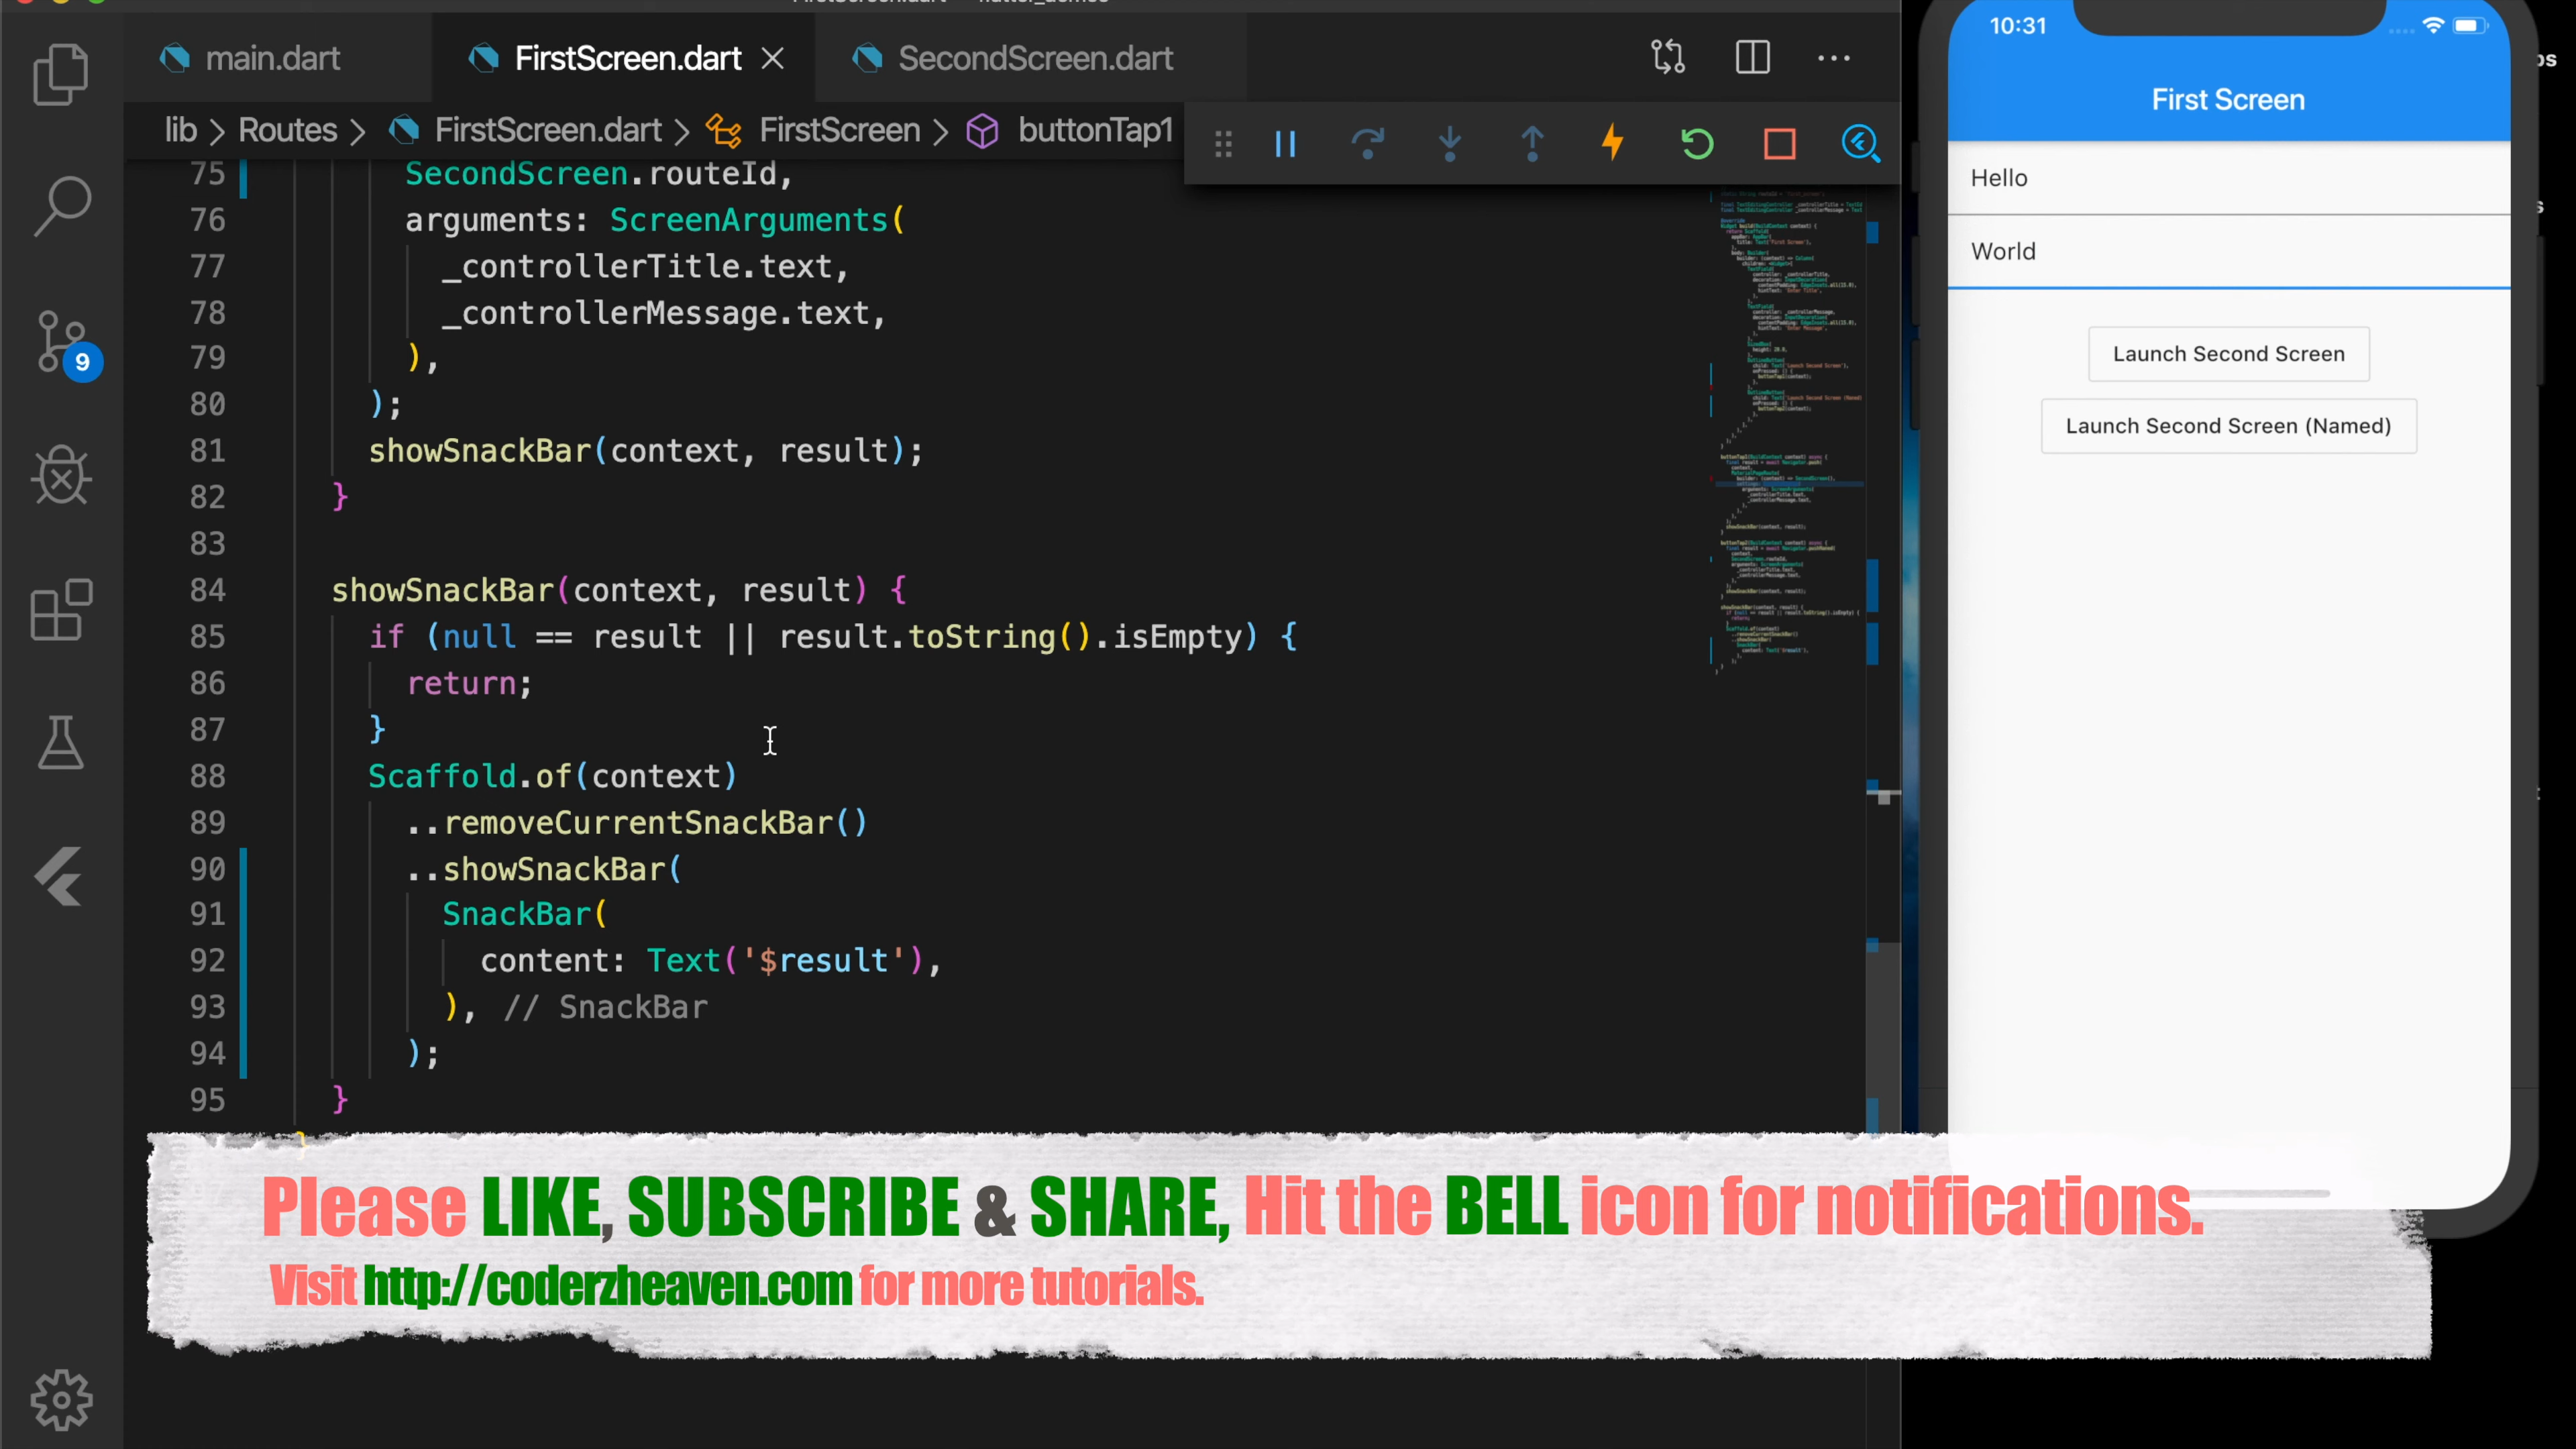 main.dart
FirstScreen.dart
SecondScreen.dart
lib > Routes > FirstScreen.dart > FirstScreen > buttonTap1
75 SecondScreen.routeId,
76 arguments: ScreenArguments(
77 _controllerTitle.text,
78 _controllerMessage.text,
79 ),
80 );
81 showSnackBar(context, result);
82 }
83
84 showSnackBar(context, result) {
85 if (null == result || result.toString().isEmpty) {
86 return;
87 }
88 Scaffold.of(context)
89 ..removeCurrentSnackBar()
90 ..showSnackBar(
91 SnackBar(
92 content: Text('$result'),
93 ), // SnackBar
94 );
95 }
}
9
10:31
First Screen
Hello
World
Launch Second Screen
Launch Second Screen (Named)
Please LIKE, SUBSCRIBE & SHARE, Hit the BELL icon for notifications.
Visit http://coderzheaven.com for more tutorials.